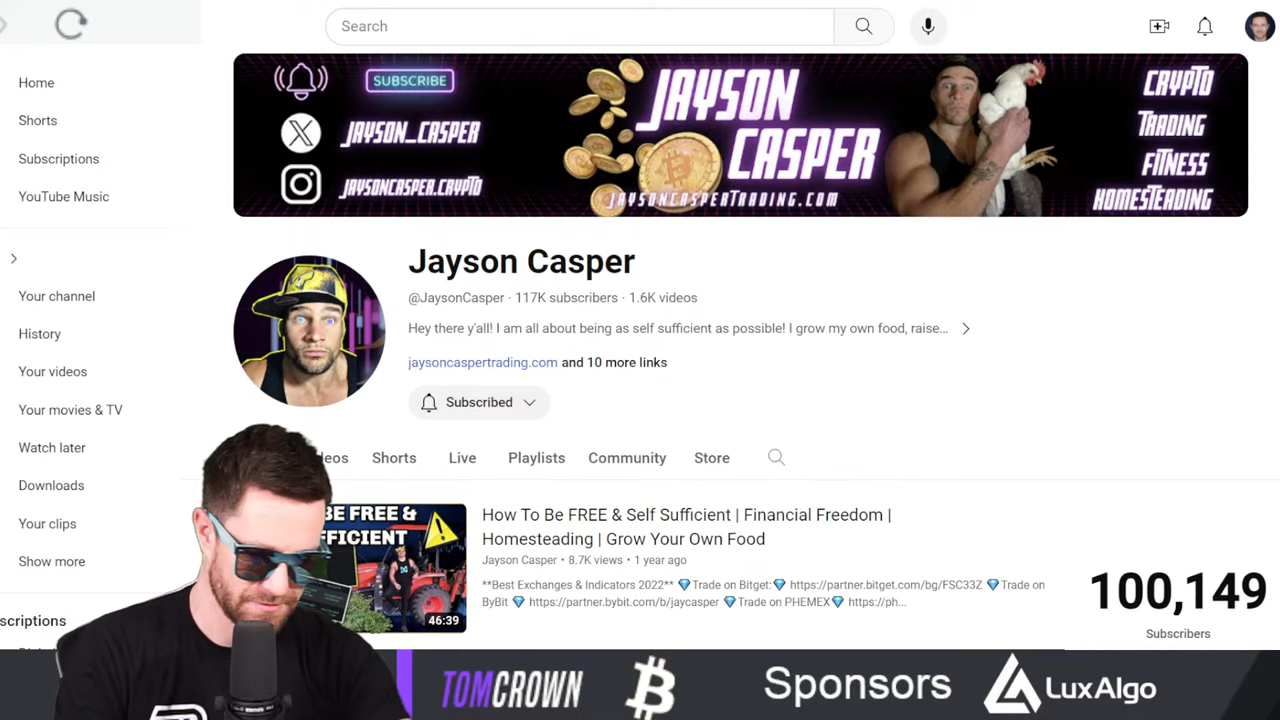 Search
Home
Shorts
Subscriptions
YouTube Music
Your channel
History
Your videos
Your movies & TV
Watch later
Downloads
Your clips
Show more
scriptions
SUBSCRIBE
JAYSON_CASPER
JAYSONCASPER.CRYPTO
JAYSON
CASPER
JAYSONCASPERTRADING.COM
CRYPTO
TRADING
FITNESS
HOMESTEADING
Jayson Casper
@JaysonCasper · 117K subscribers · 1.6K videos
Hey there y'all! I am all about being as self sufficient as possible! I grow my own food, raise...
jaysoncaspertrading.com and 10 more links
Subscribed
eos Shorts Live Playlists Community Store
BE FREE &
FFICIENT
46:39
How To Be FREE & Self Sufficient | Financial Freedom |
Homesteading | Grow Your Own Food
Jayson Casper • 8.7K views • 1 year ago
**Best Exchanges & Indicators 2022** 💎Trade on Bitget:💎 https://partner.bitget.com/bg/FSC33Z 💎Trade on
ByBit 💎 https://partner.bybit.com/b/jaycasper 💎Trade on PHEMEX💎 https://ph...
100,149
Subscribers
TOMCROWN Sponsors LuxAlgo